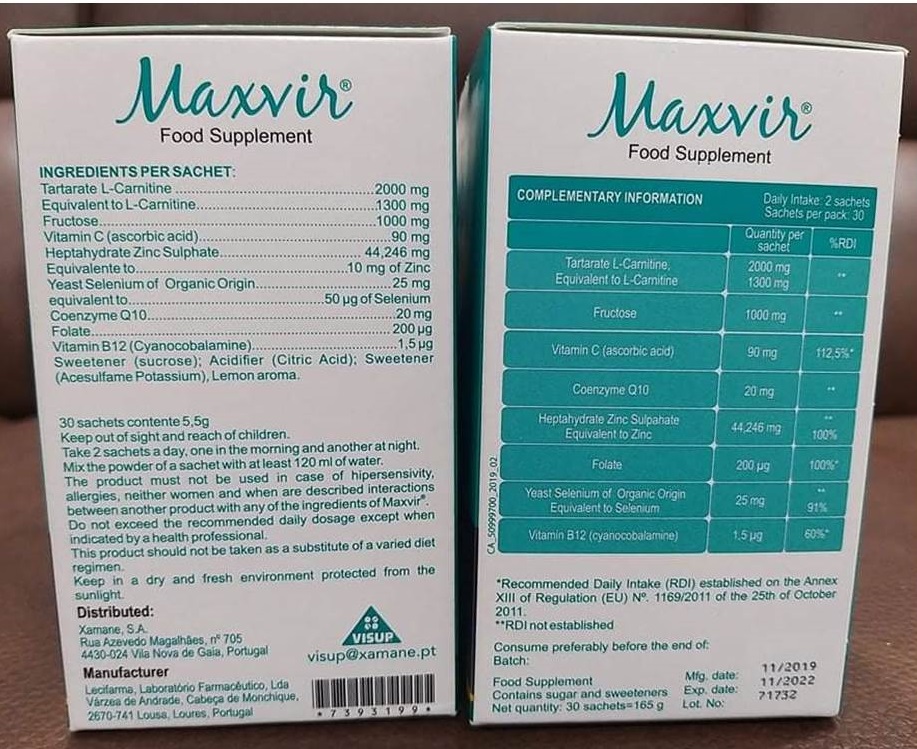 Maxvir®
Food Supplement
INGREDIENTS PER SACHET:
Tartarate L-Carnitine ........ 2000 mg
Equivalent to L-Carnitine........ 1300 mg
Fructose........ 1000 mg
Vitamin C (ascorbic acid)........ 90 mg
Heptahydrate Zinc Sulphate........ 44,246 mg
Equivalente to........ 10 mg of Zinc
Yeast Selenium of Organic Origin........ 25 mg
equivalent to........ 50 µg of Selenium
Coenzyme Q10........ 20 mg
Folate........ 200 µg
Vitamin B12 (Cyanocobalamine)........ 1,5 µg
Sweetener (sucrose); Acidifier (Citric Acid); Sweetener
(Acesulfame Potassium), Lemon aroma.
30 sachets contente 5,5g
Keep out of sight and reach of children.
Take 2 sachets a day, one in the morning and another at night.
Mix the powder of a sachet with at least 120 ml of water.
The product must not be used in case of hipersensivity,
allergies, neither women and when are described interactions
between another product with any of the ingredients of Maxvir®.
Do not exceed the recommended daily dosage except when
indicated by a health professional.
This product should not be taken as a substitute of a varied diet
regimen.
Keep in a dry and fresh environment protected from the
sunlight.
Distributed:
Xamane, S.A.
Rua Azevedo Magalhães, nº 705
4430-024 Vila Nova de Gaia, Portugal
VISUP
visup@xamane.pt
Manufacturer
Lecifarma, Laboratório Farmacêutico, Lda
Várzea de Andrade, Cabeça de Monchique,
2670-741 Lousa, Loures, Portugal
*7393199*
Maxvir®
Food Supplement
COMPLEMENTARY INFORMATION
Daily Intake: 2 sachets
Sachets per pack: 30
Quantity per
sachet
%RDI
Tartarate L-Carnitine, 2000 mg **
Equivalent to L-Carnitine 1300 mg
Fructose 1000 mg **
Vitamin C (ascorbic acid) 90 mg 112,5%*
Coenzyme Q10 20 mg **
Heptahydrate Zinc Sulpahate 44,246 mg **
Equivalent to Zinc 100%
Folate 200 µg 100%*
Yeast Selenium of Organic Origin 25 mg **
Equivalent to Selenium 91%
Vitamin B12 (cyanocobalamine) 1,5 µg 60%*
CA_50999700_2019_02
*Recommended Daily Intake (RDI) established on the Annex
XIII of Regulation (EU) Nº. 1169/2011 of the 25th of October
2011.
**RDI not established
Consume preferably before the end of:
Batch:
Food Supplement
Contains sugar and sweeteners
Net quantity: 30 sachets=165 g
Mfg. date: 11/2019
Exp. date: 11/2022
Lot. No: 71732